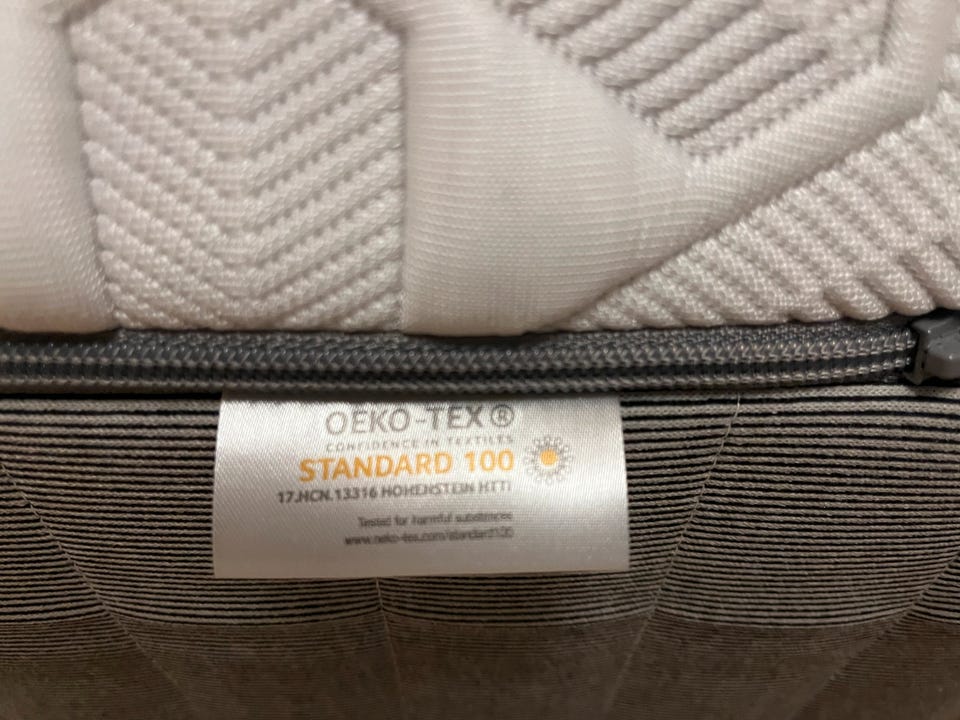 OEKO-TEX®
CONFIDENCE IN TEXTILES
STANDARD 100
17.HCN.13316 HOHENSTEIN HTTI
Tested for harmful substances
www.oeko-tex.com/standard100